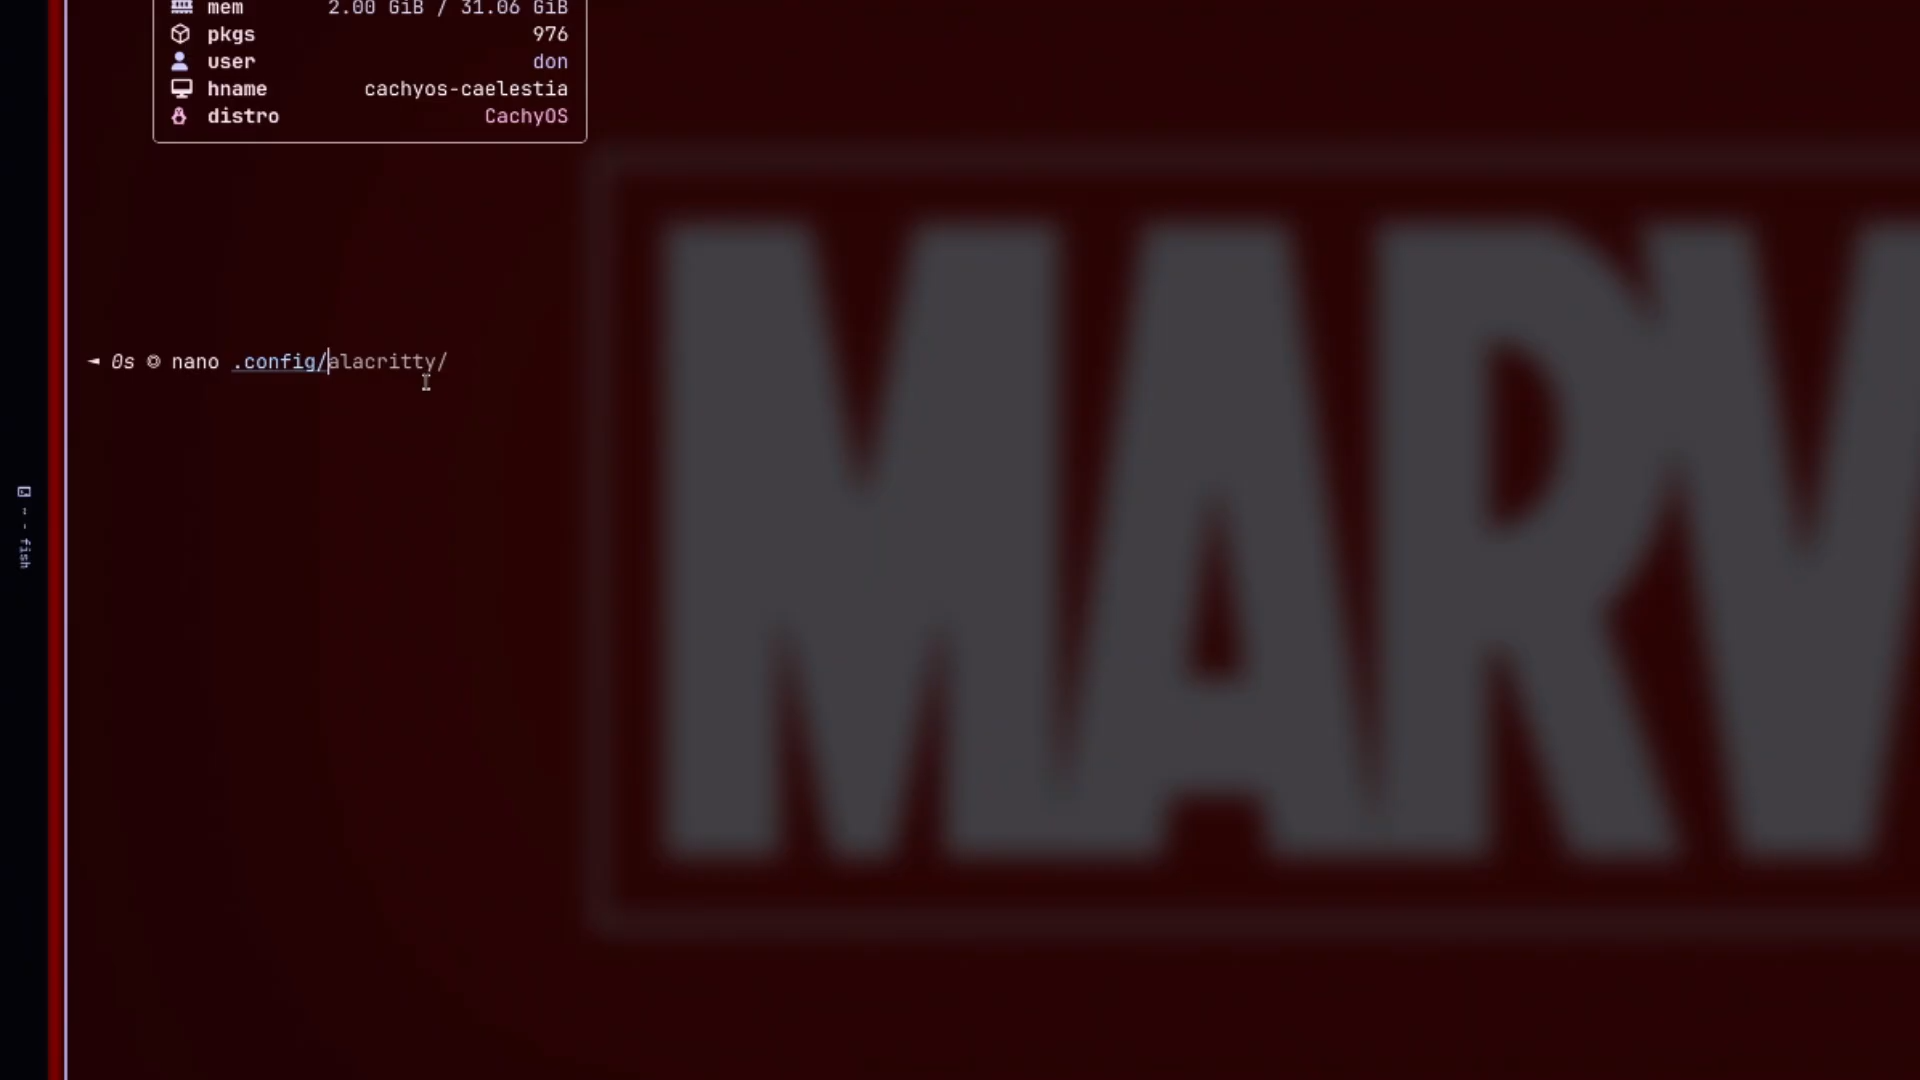 mem 2.00 GiB / 31.06 GiB
pkgs 976
user don
hname cachyos-caelestia
distro CachyOS
0s nano .config/alacritty/
~ - fish
MARV